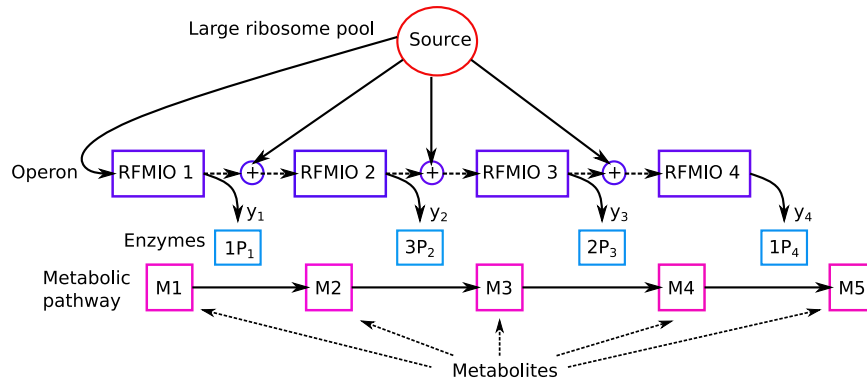 Large ribosome pool
Source
Operon
RFMIO 1
+
RFMIO 2
+
RFMIO 3
+
RFMIO 4
y₁
y₂
y₃
y₄
Enzymes
1P₁
3P₂
2P₃
1P₄
Metabolic
pathway
M1
M2
M3
M4
M5
Metabolites